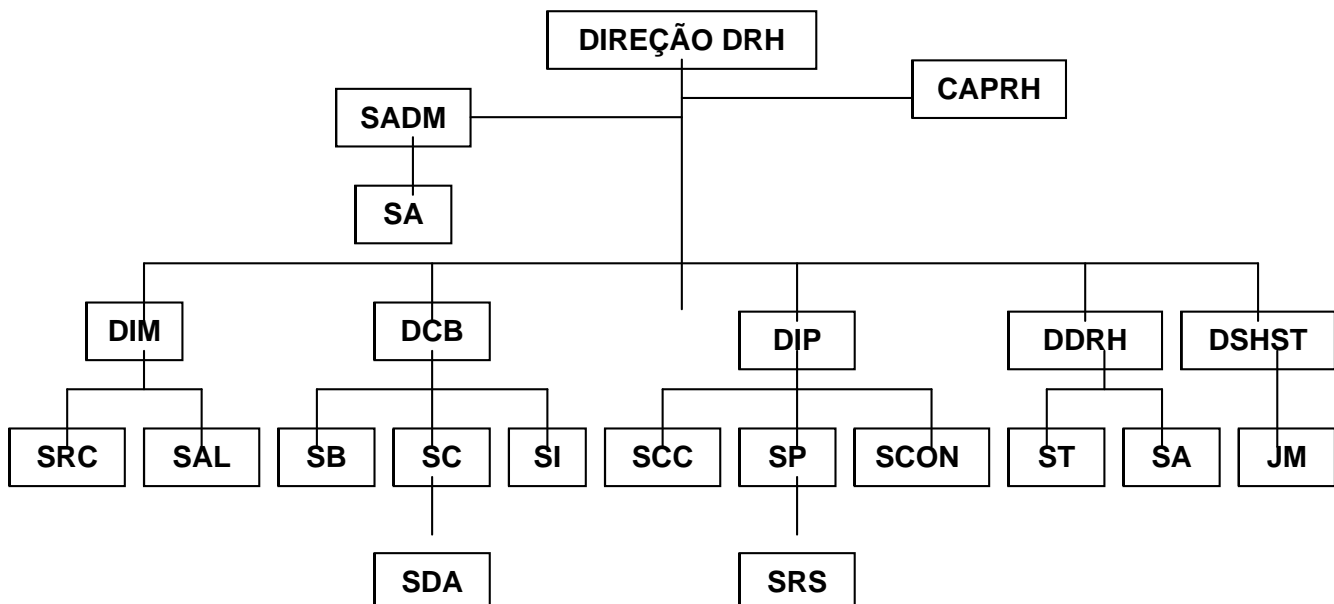 DIREÇÃO DRH
CAPRH
SADM
SA
DIM
DCB
DIP
DDRH
DSHST
SRC
SAL
SB
SC
SI
SCC
SP
SCON
ST
SA
JM
SDA
SRS